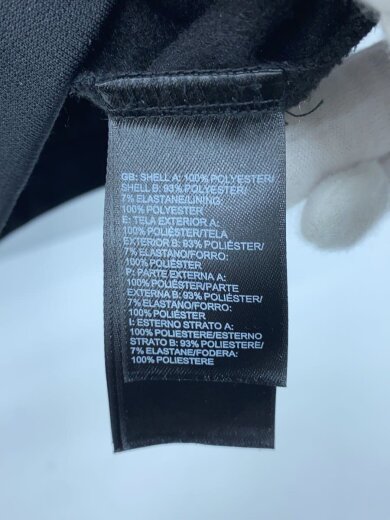 GB: SHELL A: 100% POLYESTER/
SHELL B: 93% POLYESTER/
7% ELASTANE/LINING
100% POLYESTER
E: TELA EXTERIOR A:
100% POLIÉSTER/TELA
EXTERIOR B: 93% POLIÉSTER/
7% ELASTANO/FORRO:
100% POLIÉSTER
P: PARTE EXTERNA A:
100% POLIÉSTER/PARTE
EXTERNA B: 93% POLIÉSTER/
7% ELASTANO/FORRO:
100% POLIÉSTER
I: ESTERNO STRATO A:
100% POLIESTERE/ESTERNO
STRATO B: 93% POLIESTERE/
7% ELASTANE/FODERA:
100% POLIESTERE